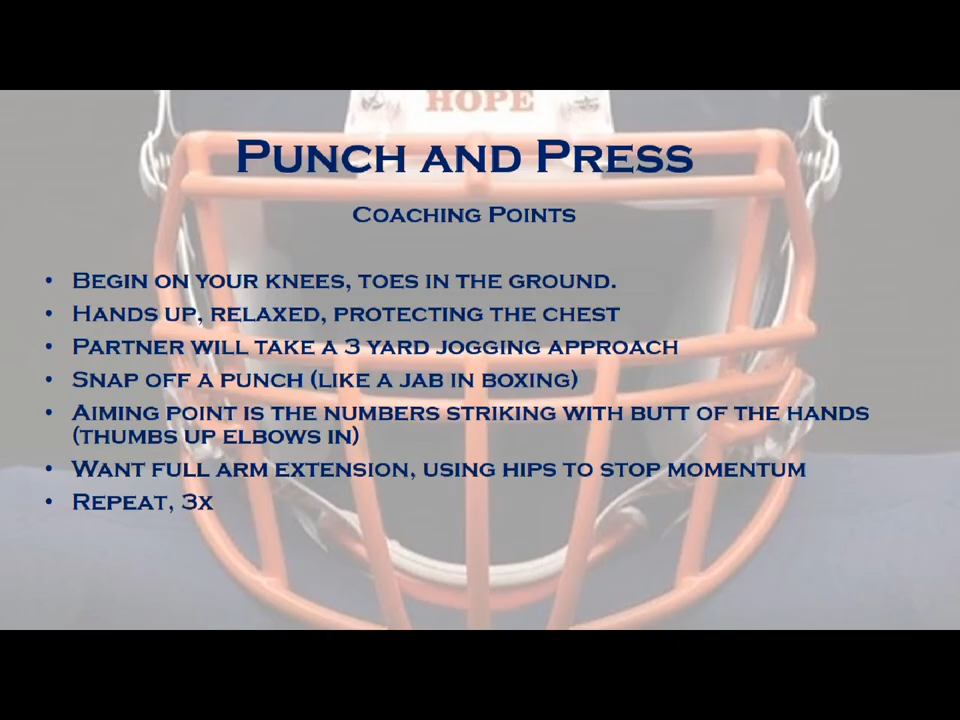 HOPE
Punch and Press
Coaching Points
• Begin on your knees, toes in the ground.
• Hands up, relaxed, protecting the chest
• Partner will take a 3 yard jogging approach
• Snap off a punch (like a jab in boxing)
• Aiming point is the numbers striking with butt of the hands
(thumbs up elbows in)
• Want full arm extension, using hips to stop momentum
• Repeat, 3x